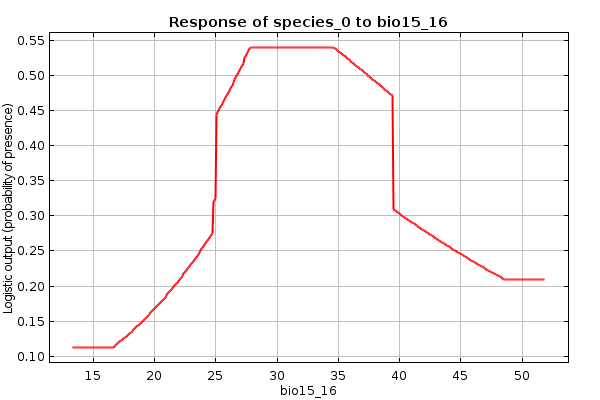 Response of species_0 to bio15_16
Logistic output (probability of presence)
0.55
0.50
0.45
0.40
0.35
0.30
0.25
0.20
0.15
0.10
15 20 25 30 35 40 45 50
bio15_16